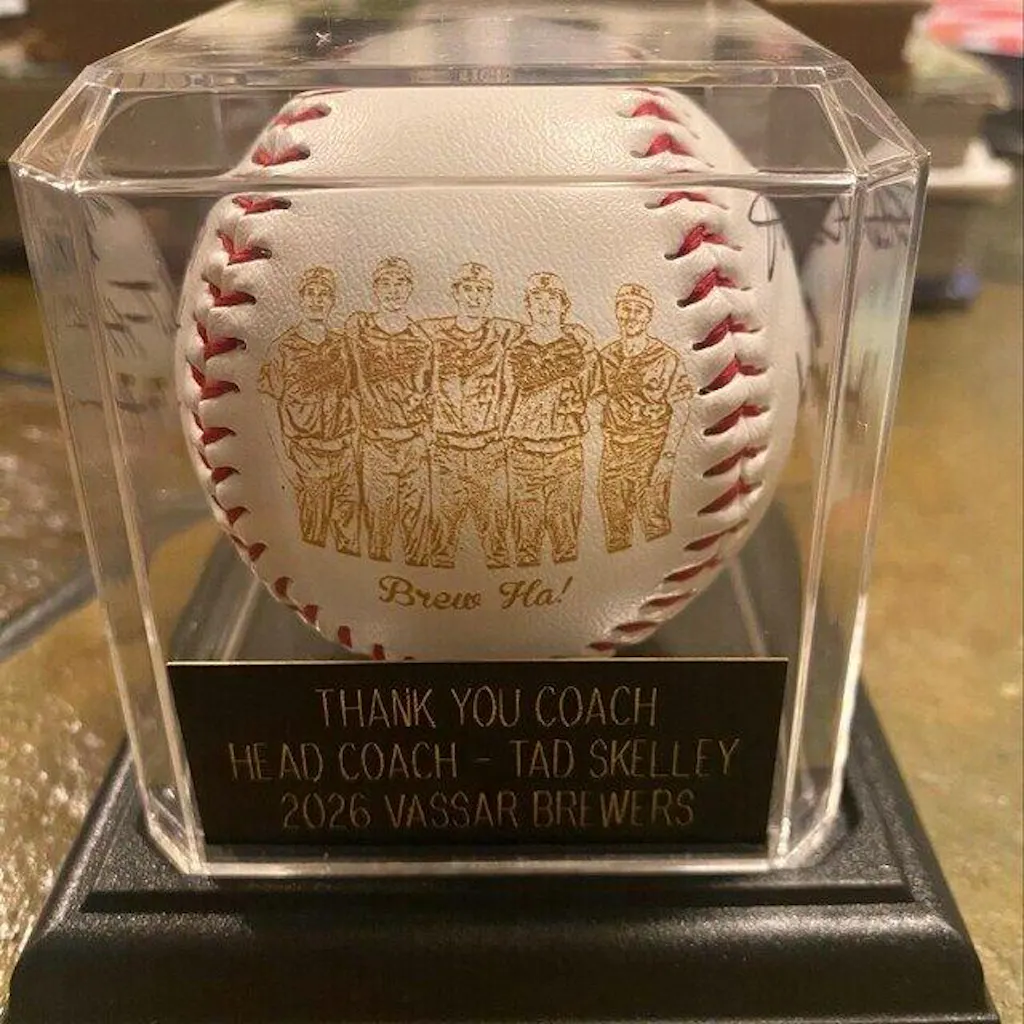 Brew Ha!
THANK YOU COACH
HEAD COACH - TAD SKELLEY
2026 VASSAR BREWERS